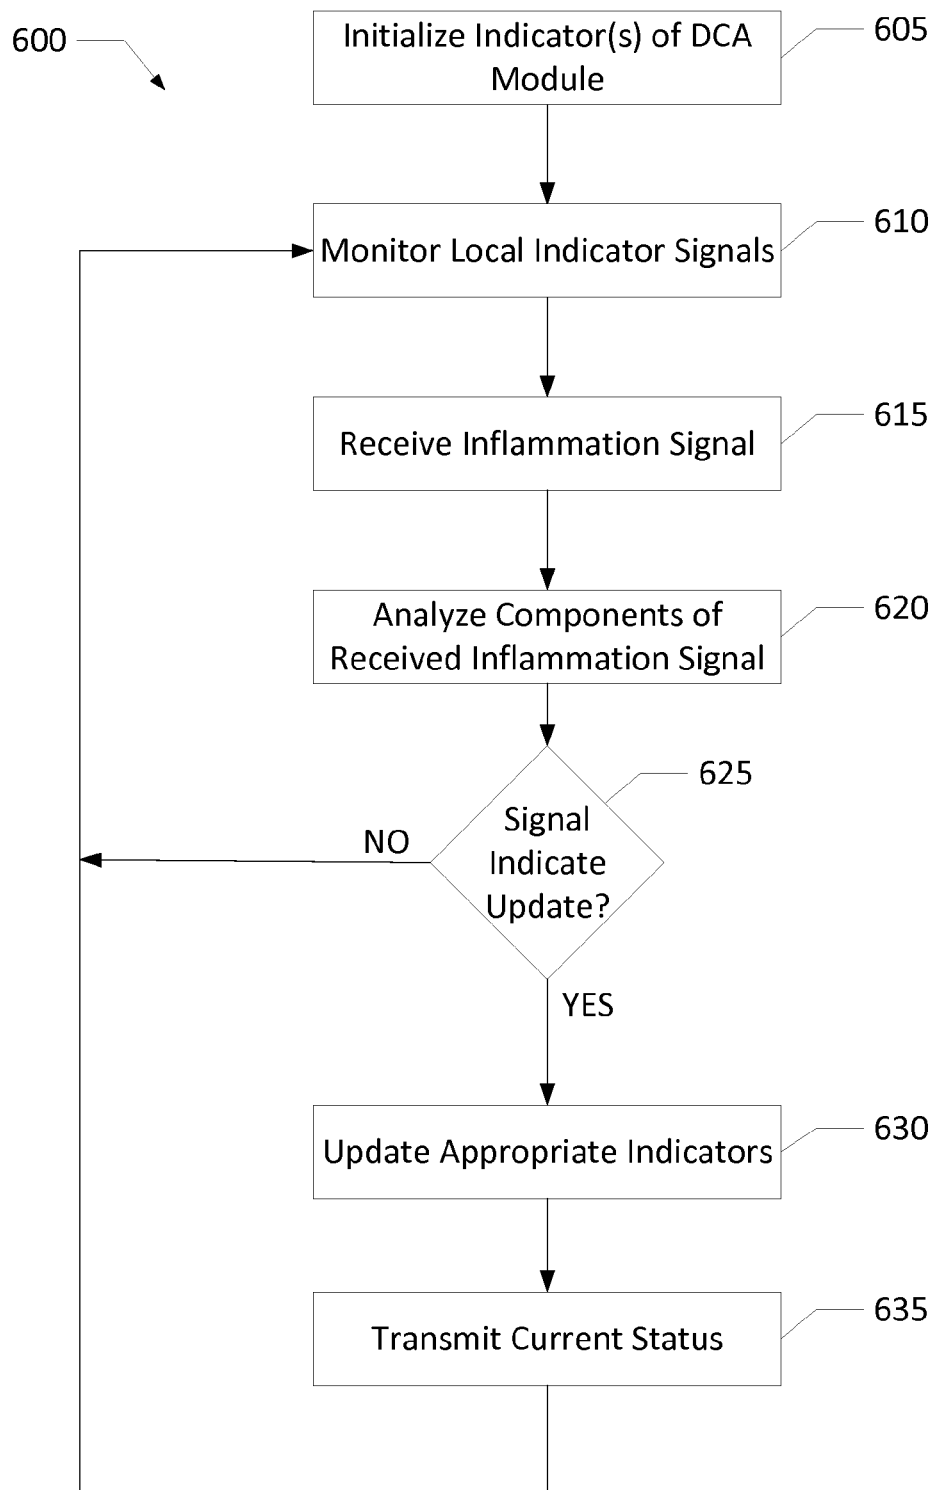 600
Initialize Indicator(s) of DCA
Module
605
Monitor Local Indicator Signals
610
Receive Inflammation Signal
615
Analyze Components of
Received Inflammation Signal
620
Signal
Indicate
Update?
625
NO
YES
Update Appropriate Indicators
630
Transmit Current Status
635